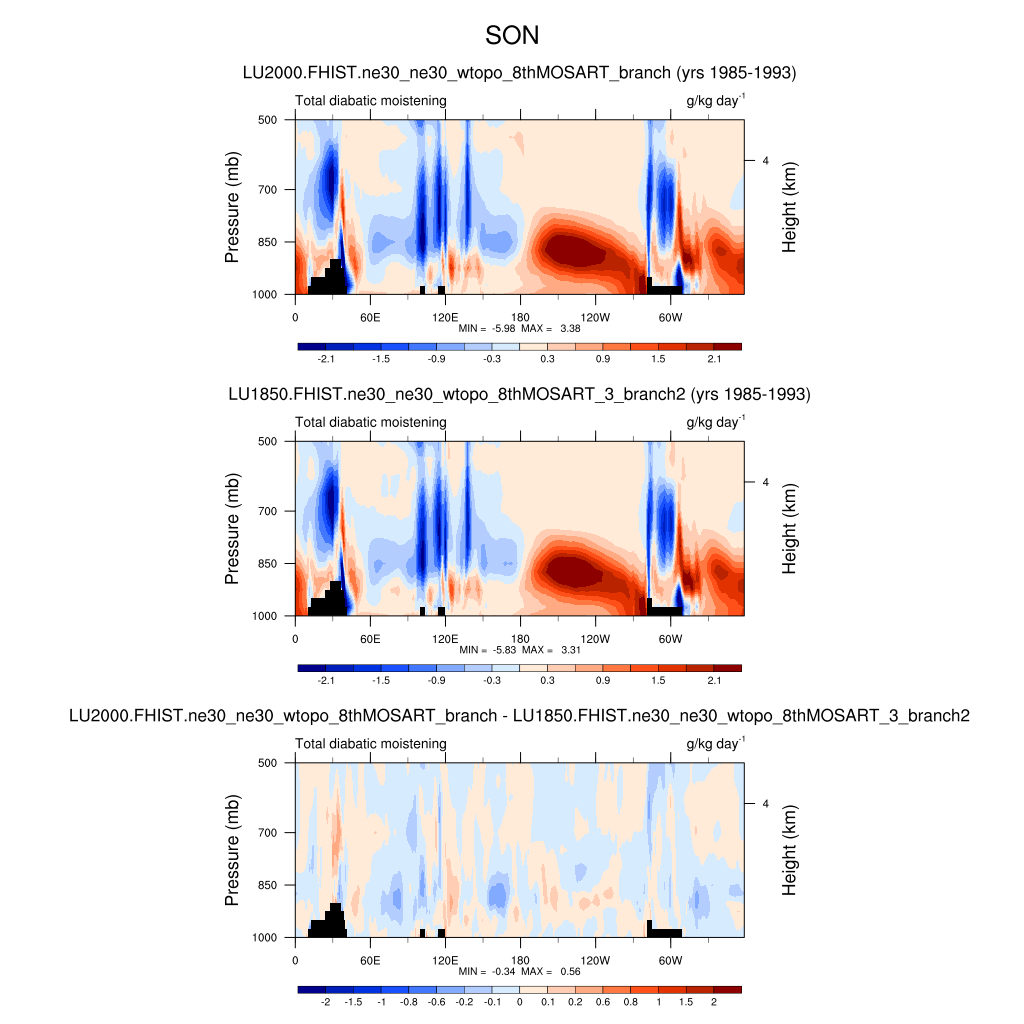 SON
LU2000.FHIST.ne30_ne30_wtopo_8thMOSART_branch (yrs 1985-1993)
Total diabatic moistening g/kg day-1
500
700
850
1000
Pressure (mb)
4
Height (km)
0 60E 120E 180 120W 60W
MIN = -5.98 MAX = 3.38
-2.1 -1.5 -0.9 -0.3 0.3 0.9 1.5 2.1
LU1850.FHIST.ne30_ne30_wtopo_8thMOSART_3_branch2 (yrs 1985-1993)
Total diabatic moistening g/kg day-1
500
700
850
1000
Pressure (mb)
4
Height (km)
0 60E 120E 180 120W 60W
MIN = -5.83 MAX = 3.31
-2.1 -1.5 -0.9 -0.3 0.3 0.9 1.5 2.1
LU2000.FHIST.ne30_ne30_wtopo_8thMOSART_branch - LU1850.FHIST.ne30_ne30_wtopo_8thMOSART_3_branch2
Total diabatic moistening g/kg day-1
500
700
850
1000
Pressure (mb)
4
Height (km)
0 60E 120E 180 120W 60W
MIN = -0.34 MAX = 0.56
-2 -1.5 -1 -0.8 -0.6 -0.2 -0.1 0 0.1 0.2 0.6 0.8 1 1.5 2